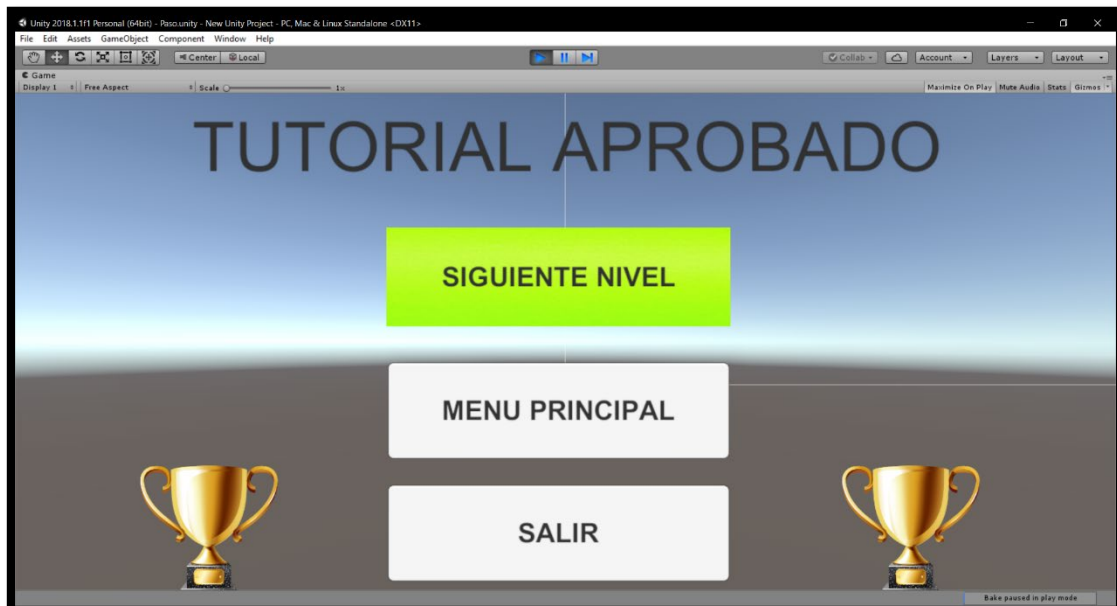 Unity 2018.1.1f1 Personal (64bit) - Paso.unity - New Unity Project - PC, Mac & Linux Standalone <DX11>
File Edit Assets GameObject Component Window Help
Center Local Collab Account Layers Layout
Game
Display 1 Free Aspect Scale 1x Maximize On Play Mute Audio Stats Gizmos
TUTORIAL APROBADO
SIGUIENTE NIVEL
MENU PRINCIPAL
SALIR
Bake paused in play mode